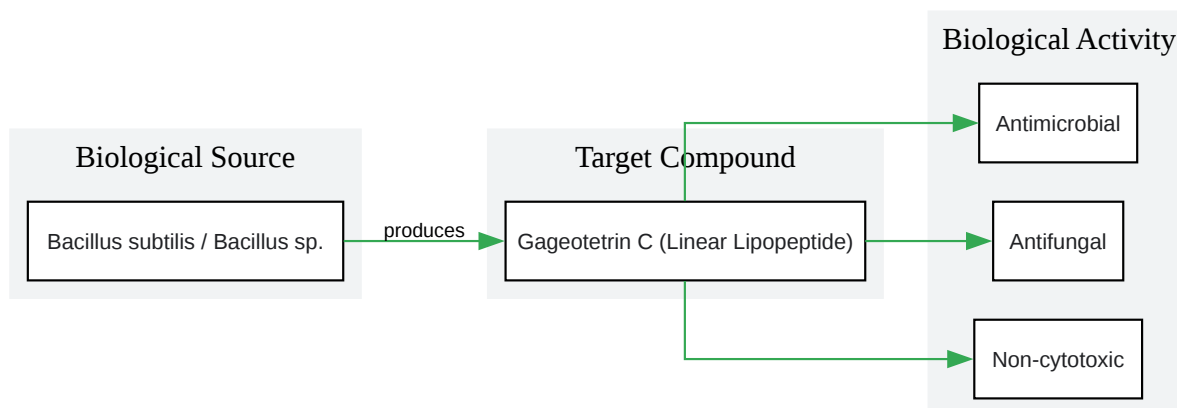 Biological Source
Bacillus subtilis / Bacillus sp.
produces
Target Compound
Gageotetrin C (Linear Lipopeptide)
Biological Activity
Antimicrobial
Antifungal
Non-cytotoxic